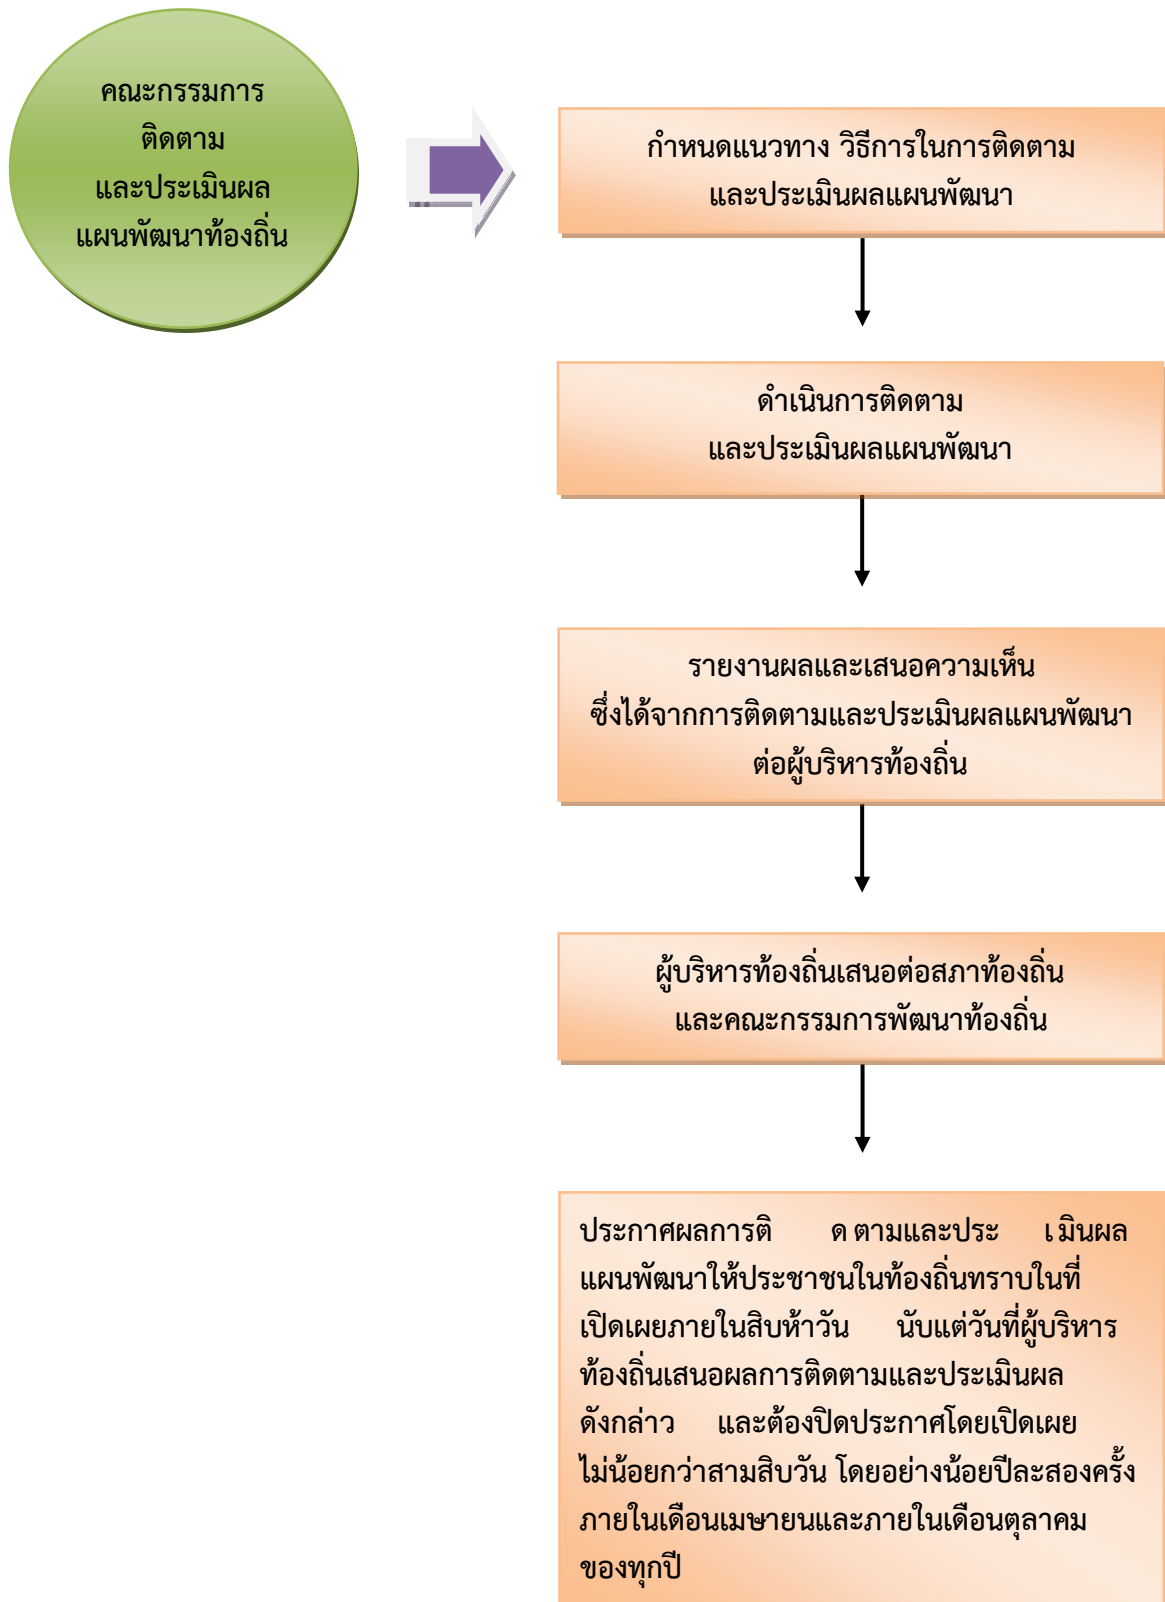 คณะกรรมการ
ติดตาม
และประเมินผล
แผนพัฒนาท้องถิ่น
กำหนดแนวทาง วิธีการในการติดตาม
และประเมินผลแผนพัฒนา
ดำเนินการติดตาม
และประเมินผลแผนพัฒนา
รายงานผลและเสนอความเห็น
ซึ่งได้จากการติดตามและประเมินผลแผนพัฒนา
ต่อผู้บริหารท้องถิ่น
ผู้บริหารท้องถิ่นเสนอต่อสภาท้องถิ่น
และคณะกรรมการพัฒนาท้องถิ่น
ประกาศผลการติ ด ตามและประ เ มินผล
แผนพัฒนาให้ประชาชนในท้องถิ่นทราบในที่
เปิดเผยภายในสิบห้าวัน นับแต่วันที่ผู้บริหาร
ท้องถิ่นเสนอผลการติดตามและประเมินผล
ดังกล่าว และต้องปิดประกาศโดยเปิดเผย
ไม่น้อยกว่าสามสิบวัน โดยอย่างน้อยปีละสองครั้ง
ภายในเดือนเมษายนและภายในเดือนตุลาคม
ของทุกปี